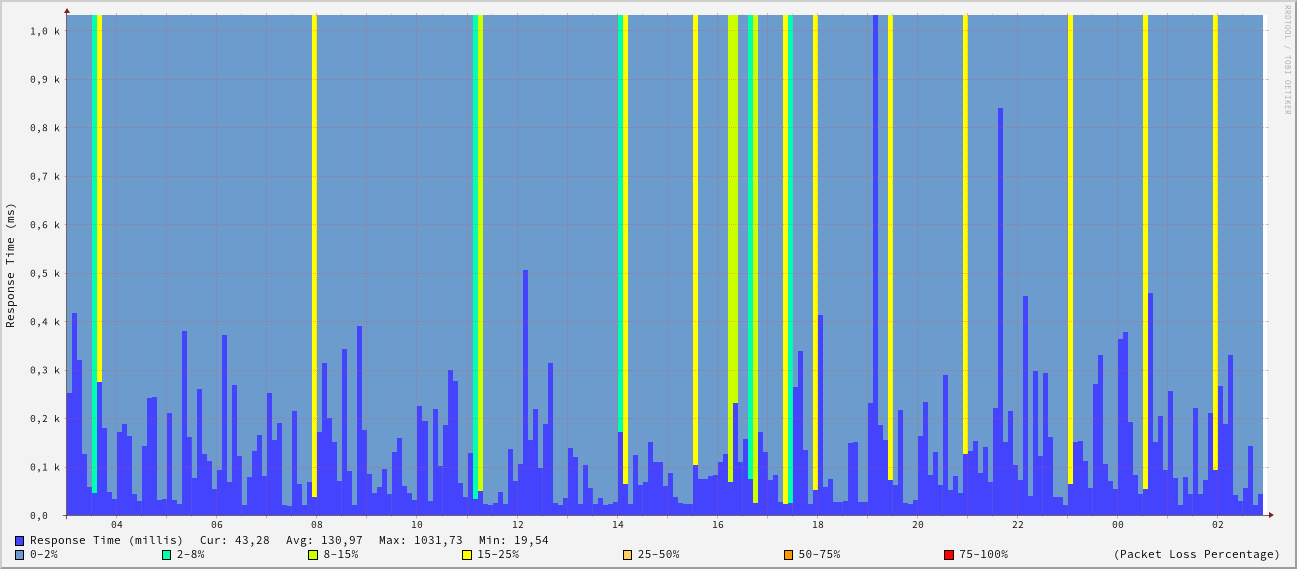 RRDTOOL / TOBI OETIKER
Response Time (ms)
1,0 k
0,9 k
0,8 k
0,7 k
0,6 k
0,5 k
0,4 k
0,3 k
0,2 k
0,1 k
0,0
04 06 08 10 12 14 16 18 20 22 00 02
Response Time (millis) Cur: 43,28 Avg: 130,97 Max: 1031,73 Min: 19,54
0-2% 2-8% 8-15% 15-25% 25-50% 50-75% 75-100% (Packet Loss Percentage)